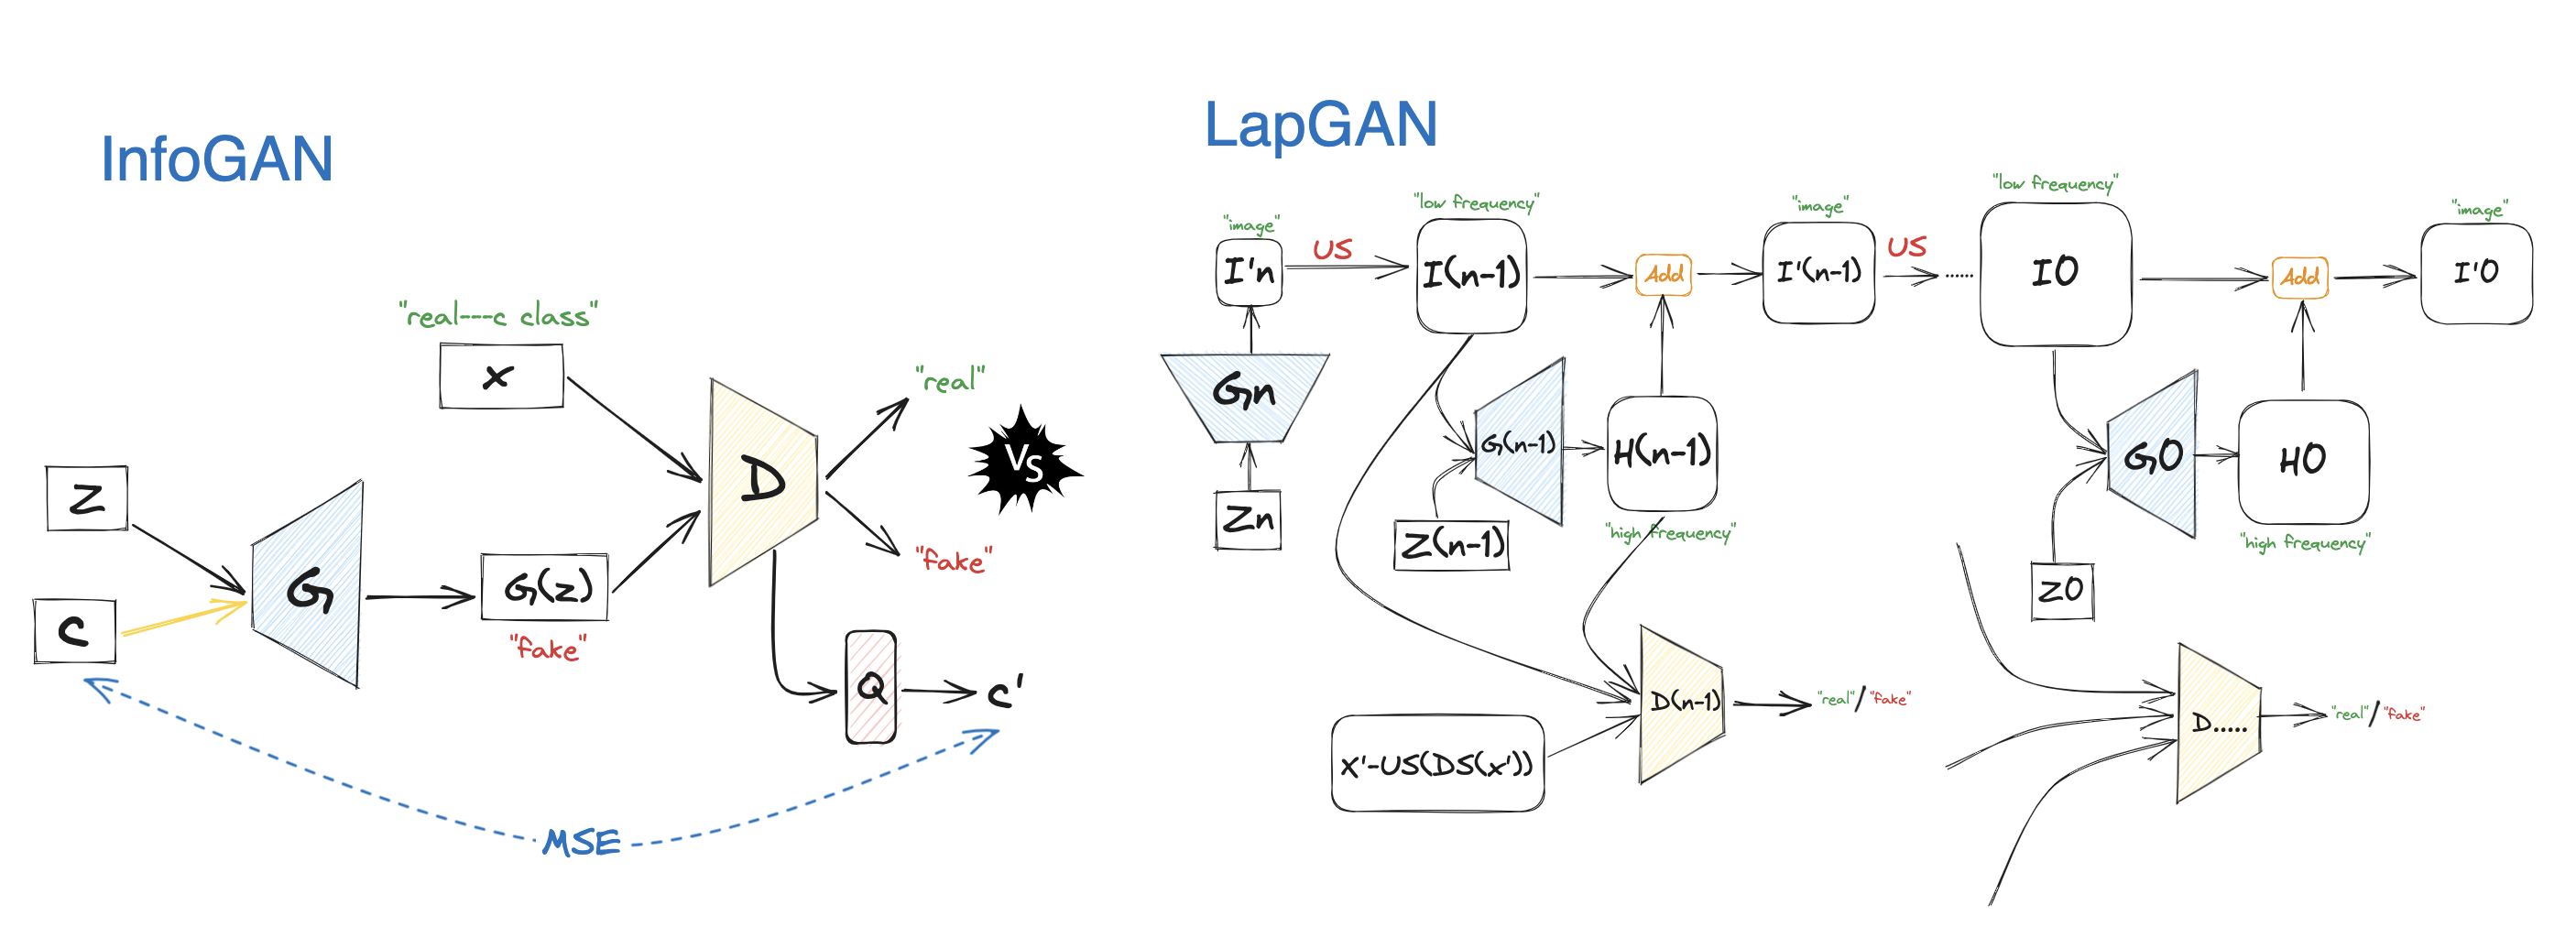 InfoGAN
"real---c class"
x
z
c
G
G(z)
"fake"
D
"real"
"fake"
Q
c'
MSE
VS
LapGAN
"image"
I'n
US
Gn
Zn
"low frequency"
I(n-1)
Add
"image"
I'(n-1)
US
......
G(n-1)
H(n-1)
"high frequency"
Z(n-1)
X'-US(DS(x'))
D(n-1)
"real"/"fake"
"low frequency"
I0
Add
"image"
I'0
G0
H0
"high frequency"
Z0
D.....
"real"/"fake"